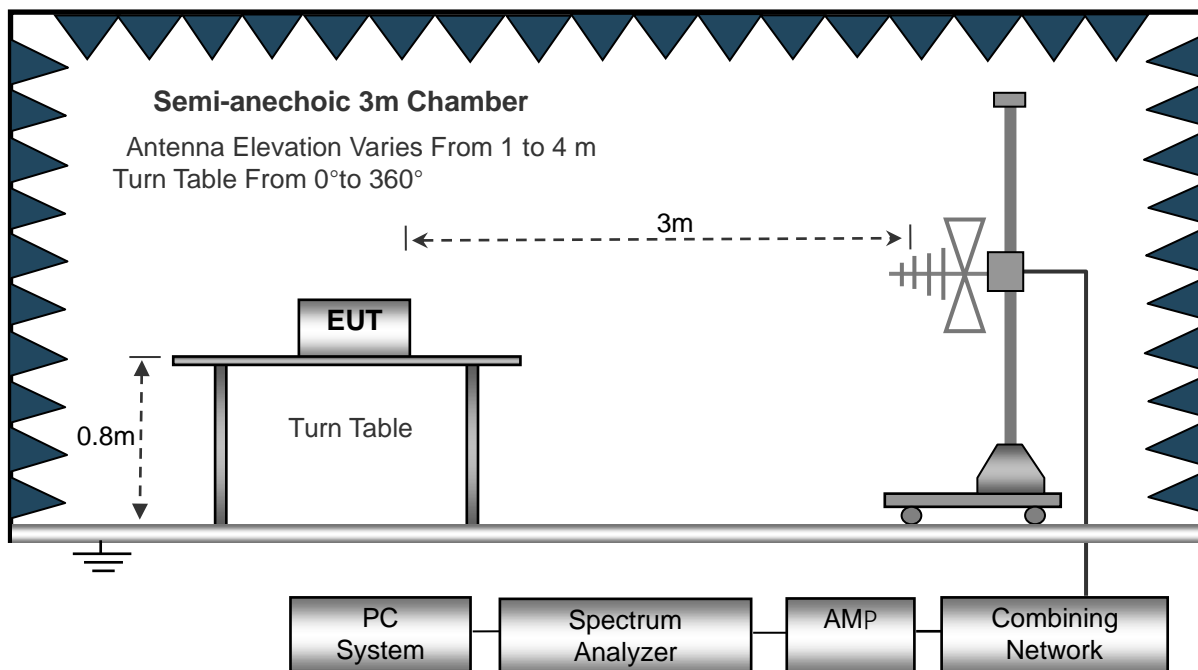 Semi-anechoic 3m Chamber
Antenna Elevation Varies From 1 to 4 m
Turn Table From 0°to 360°
3m
EUT
0.8m
Turn Table
PC
System
Spectrum
Analyzer
AMP
Combining
Network